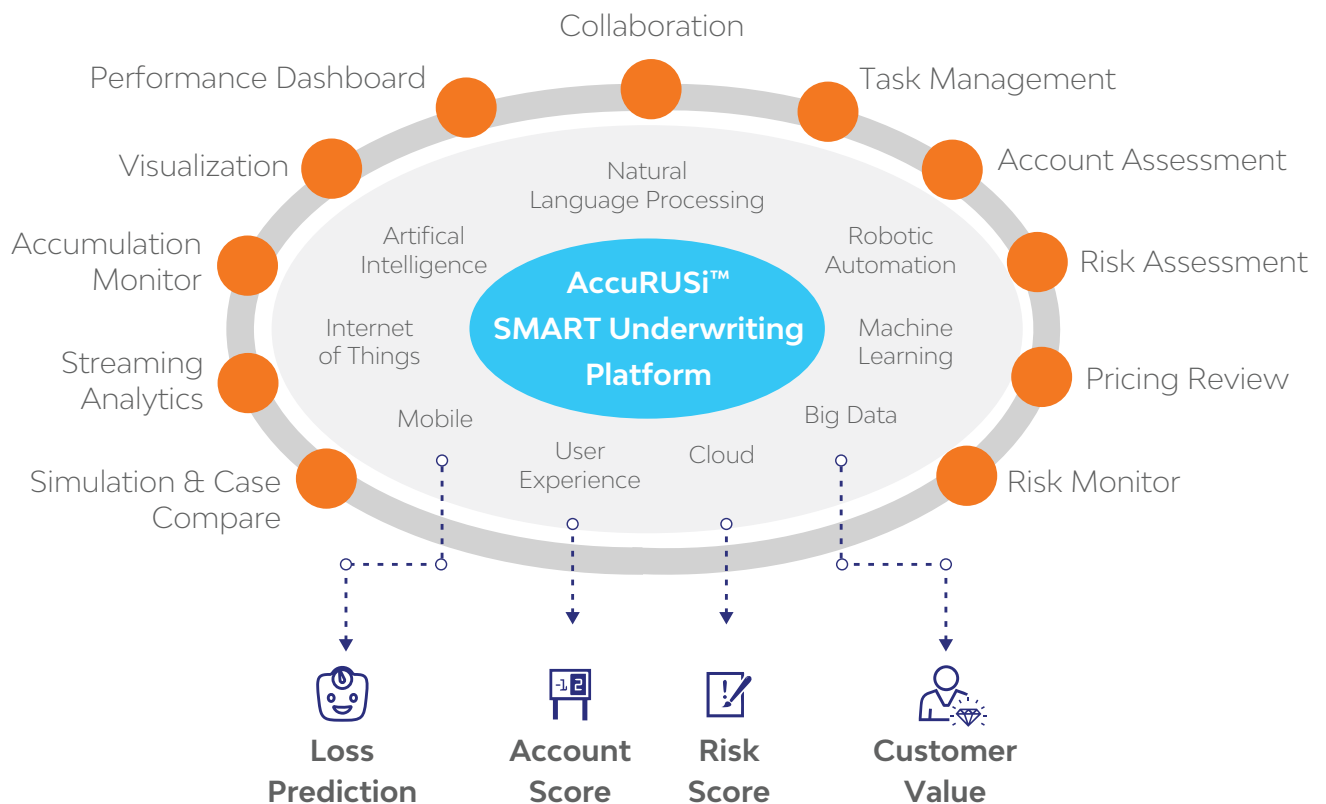 Collaboration
Performance Dashboard
Task Management
Visualization
Account Assessment
Natural
Language Processing
Accumulation
Monitor
Artifical
Intelligence
Robotic
Automation
Risk Assessment
AccuRUSi™
SMART Underwriting
Platform
Internet
of Things
Machine
Learning
Streaming
Analytics
Pricing Review
Mobile
Big Data
User
Experience
Cloud
Simulation & Case
Compare
Risk Monitor
-1 2
Loss
Prediction
Account
Score
Risk
Score
Customer
Value